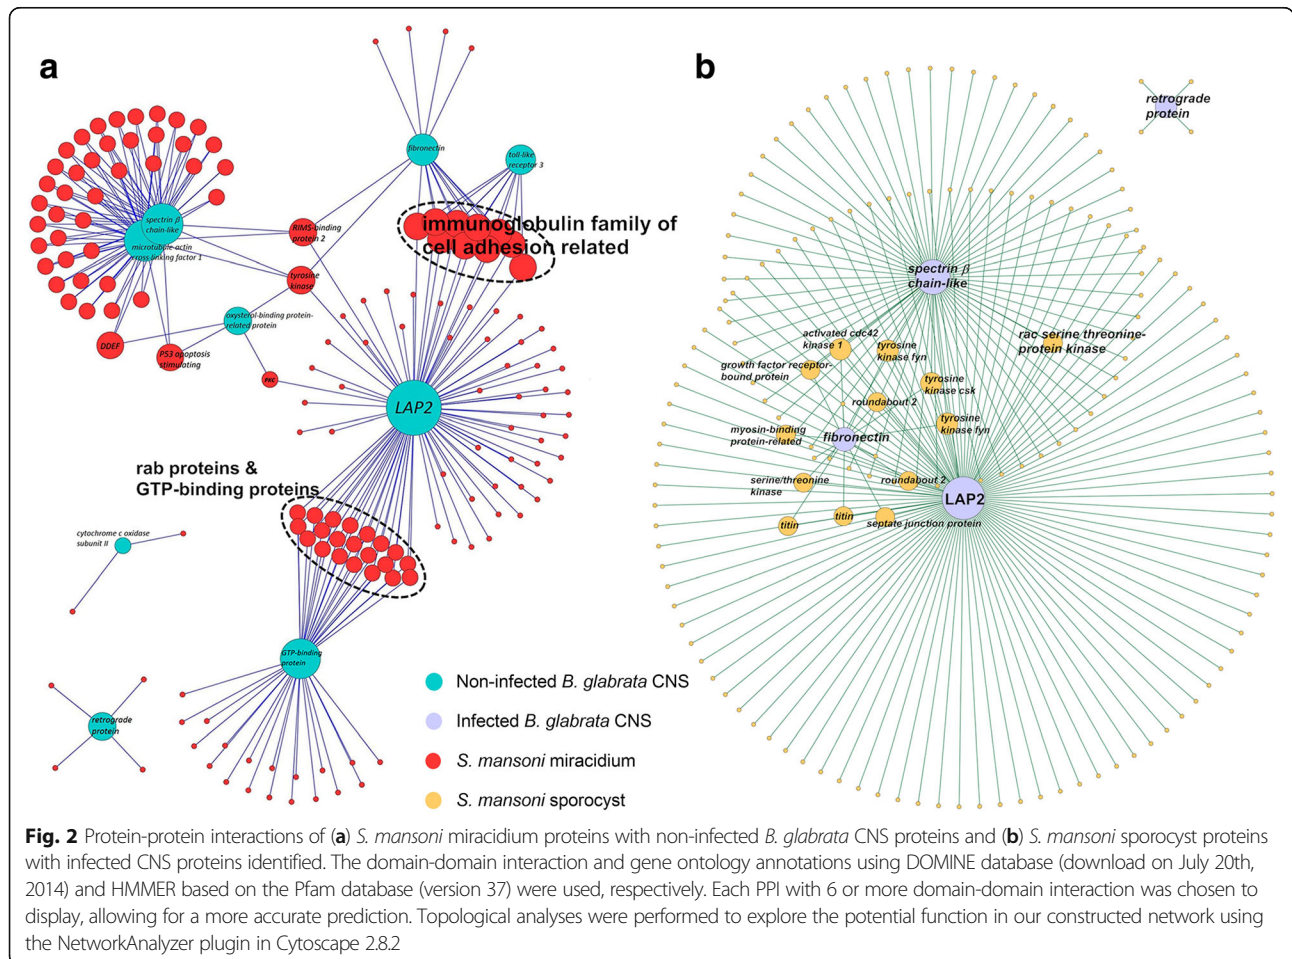 a
fibronectin
toll-like
receptor 3
spectrin β
chain-like
microtubule-actin
cross-linking factor 1
RIMS-binding
protein 2
immunoglobulin family of
cell adhesion related
tyrosine
kinase
oxysterol-binding protein-
related protein
DDEF
P53 apoptosis
stimulating
PKC
LAP2
rab proteins &
GTP-binding proteins
cytochrome c oxidase
subunit II
GTP-binding
protein
retrograde
protein
Non-infected B. glabrata CNS
Infected B. glabrata CNS
S. mansoni miracidium
S. mansoni sporocyst
b
retrograde
protein
spectrin β
chain-like
activated cdc42
kinase 1
tyrosine
kinase fyn
rac serine threonine-
protein kinase
growth factor receptor-
bound protein
tyrosine
kinase csk
roundabout 2
tyrosine
kinase fyn
myosin-binding
protein-related
fibronectin
serine/threonine
kinase
roundabout 2
LAP2
titin
titin
septate junction protein
Fig. 2 Protein-protein interactions of (a) S. mansoni miracidium proteins with non-infected B. glabrata CNS proteins and (b) S. mansoni sporocyst proteins
with infected CNS proteins identified. The domain-domain interaction and gene ontology annotations using DOMINE database (download on July 20th,
2014) and HMMER based on the Pfam database (version 37) were used, respectively. Each PPI with 6 or more domain-domain interaction was chosen to
display, allowing for a more accurate prediction. Topological analyses were performed to explore the potential function in our constructed network using
the NetworkAnalyzer plugin in Cytoscape 2.8.2